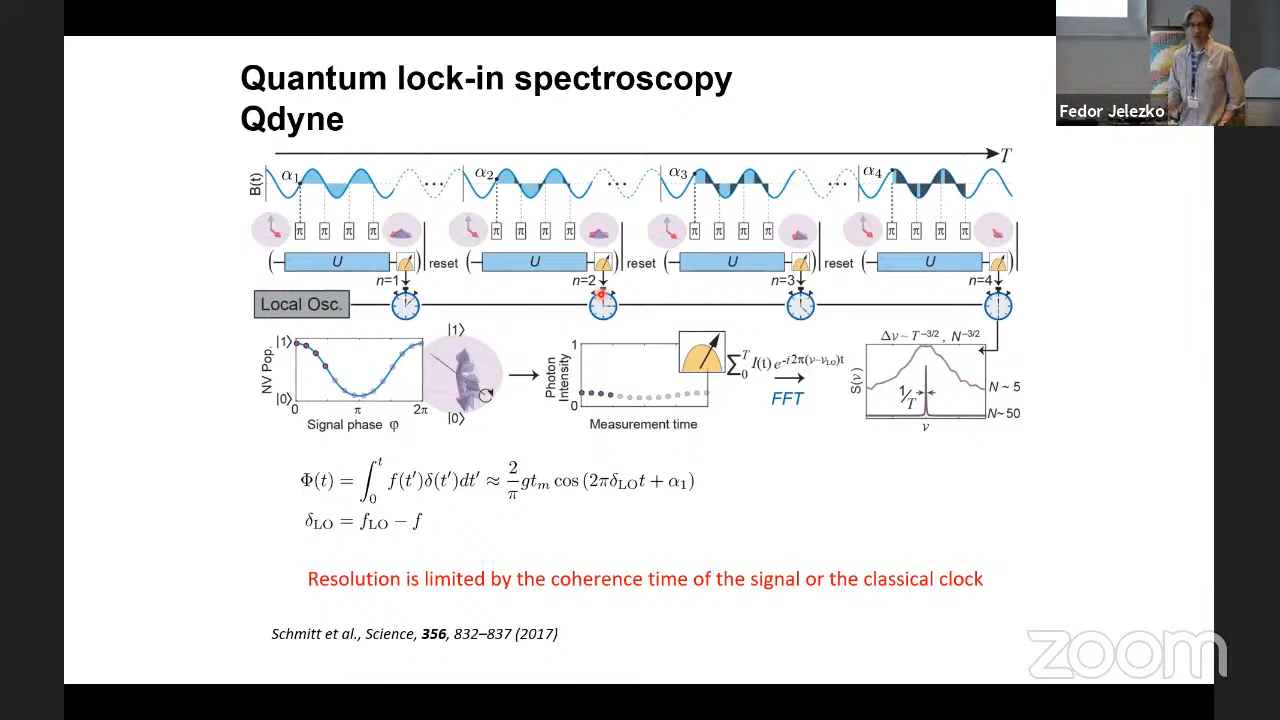 Quantum lock-in spectroscopy
Qdyne
Fedor Jelezko
T
B(t)
α₁ α₂ α₃ α₄
... ... ...
π π π π π π π π π π π π π π π π
U reset U reset U reset U
n=1 n=2 n=3 n=4
Local Osc.
NV Pop.
|1⟩
|0⟩
0 π 2π
Signal phase φ
|1⟩
|0⟩
Photon
Intensity
1
0
Measurement time
∑₀ᵀ I(t) e^-i2π(ν-ν_LO)t
FFT
Δν ~ T^-3/2 , N^-3/2
S(ν)
1/T
N ~ 5
N~ 50
ν
Φ(t) = ∫₀ᵗ f(t′)δ(t′)dt′ ≈ 2/π gt_m cos (2πδ_LO t + α₁)
δ_LO = f_LO − f
Resolution is limited by the coherence time of the signal or the classical clock
Schmitt et al., Science, 356, 832–837 (2017)
zoom